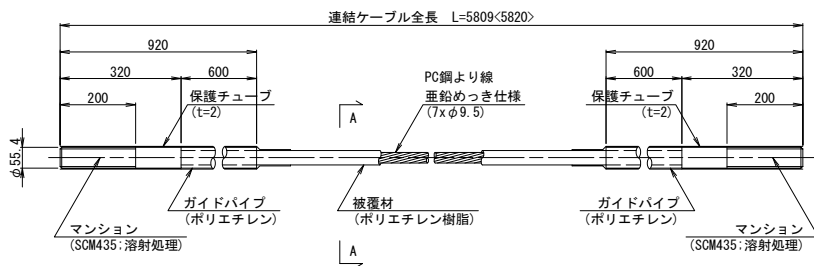 連結ケーブル全長 L=5809<5820>
920
920
320
600
600
320
200
200
保護チューブ
(t=2)
PC鋼より線
亜鉛めっき仕様
(7xφ9.5)
保護チューブ
(t=2)
A
φ55.4
ガイドパイプ
(ポリエチレン)
被覆材
(ポリエチレン樹脂)
ガイドパイプ
(ポリエチレン)
マンション
(SCM435;溶射処理)
マンション
(SCM435;溶射処理)
A